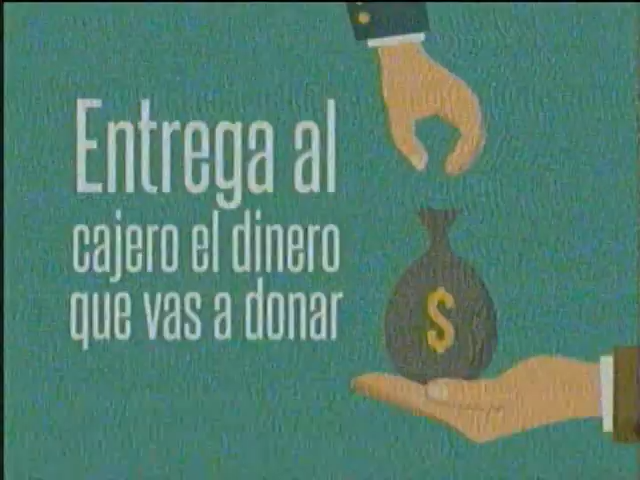 Entrega al
cajero el dinero
que vas a donar
$